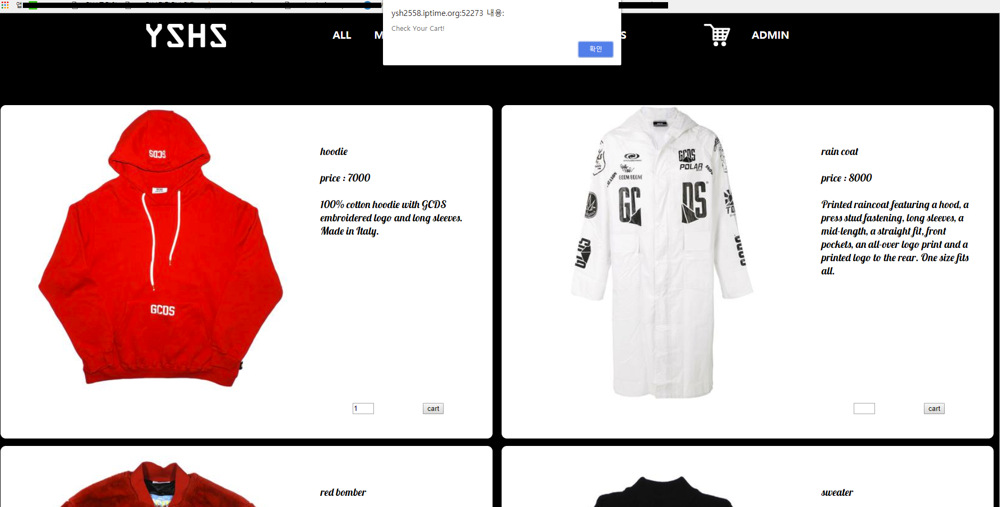 앱
ysh2558.iptime.org:52273 내용:
Check Your Cart!
확인
YSHS
ALL
M
S
ADMIN
GCDS
GCDS
hoodie
price : 7000
100% cotton hoodie with GCDS
embroidered logo and long sleeves.
Made in Italy.
1
cart
GCDS
POLAR
BOOM BOOM
GC DS
rain coat
price : 8000
Printed raincoat featuring a hood, a
press stud fastening, long sleeves, a
mid-length, a straight fit, front
pockets, an all-over logo print and a
printed logo to the rear. One size fits
all.
cart
red bomber
sweater